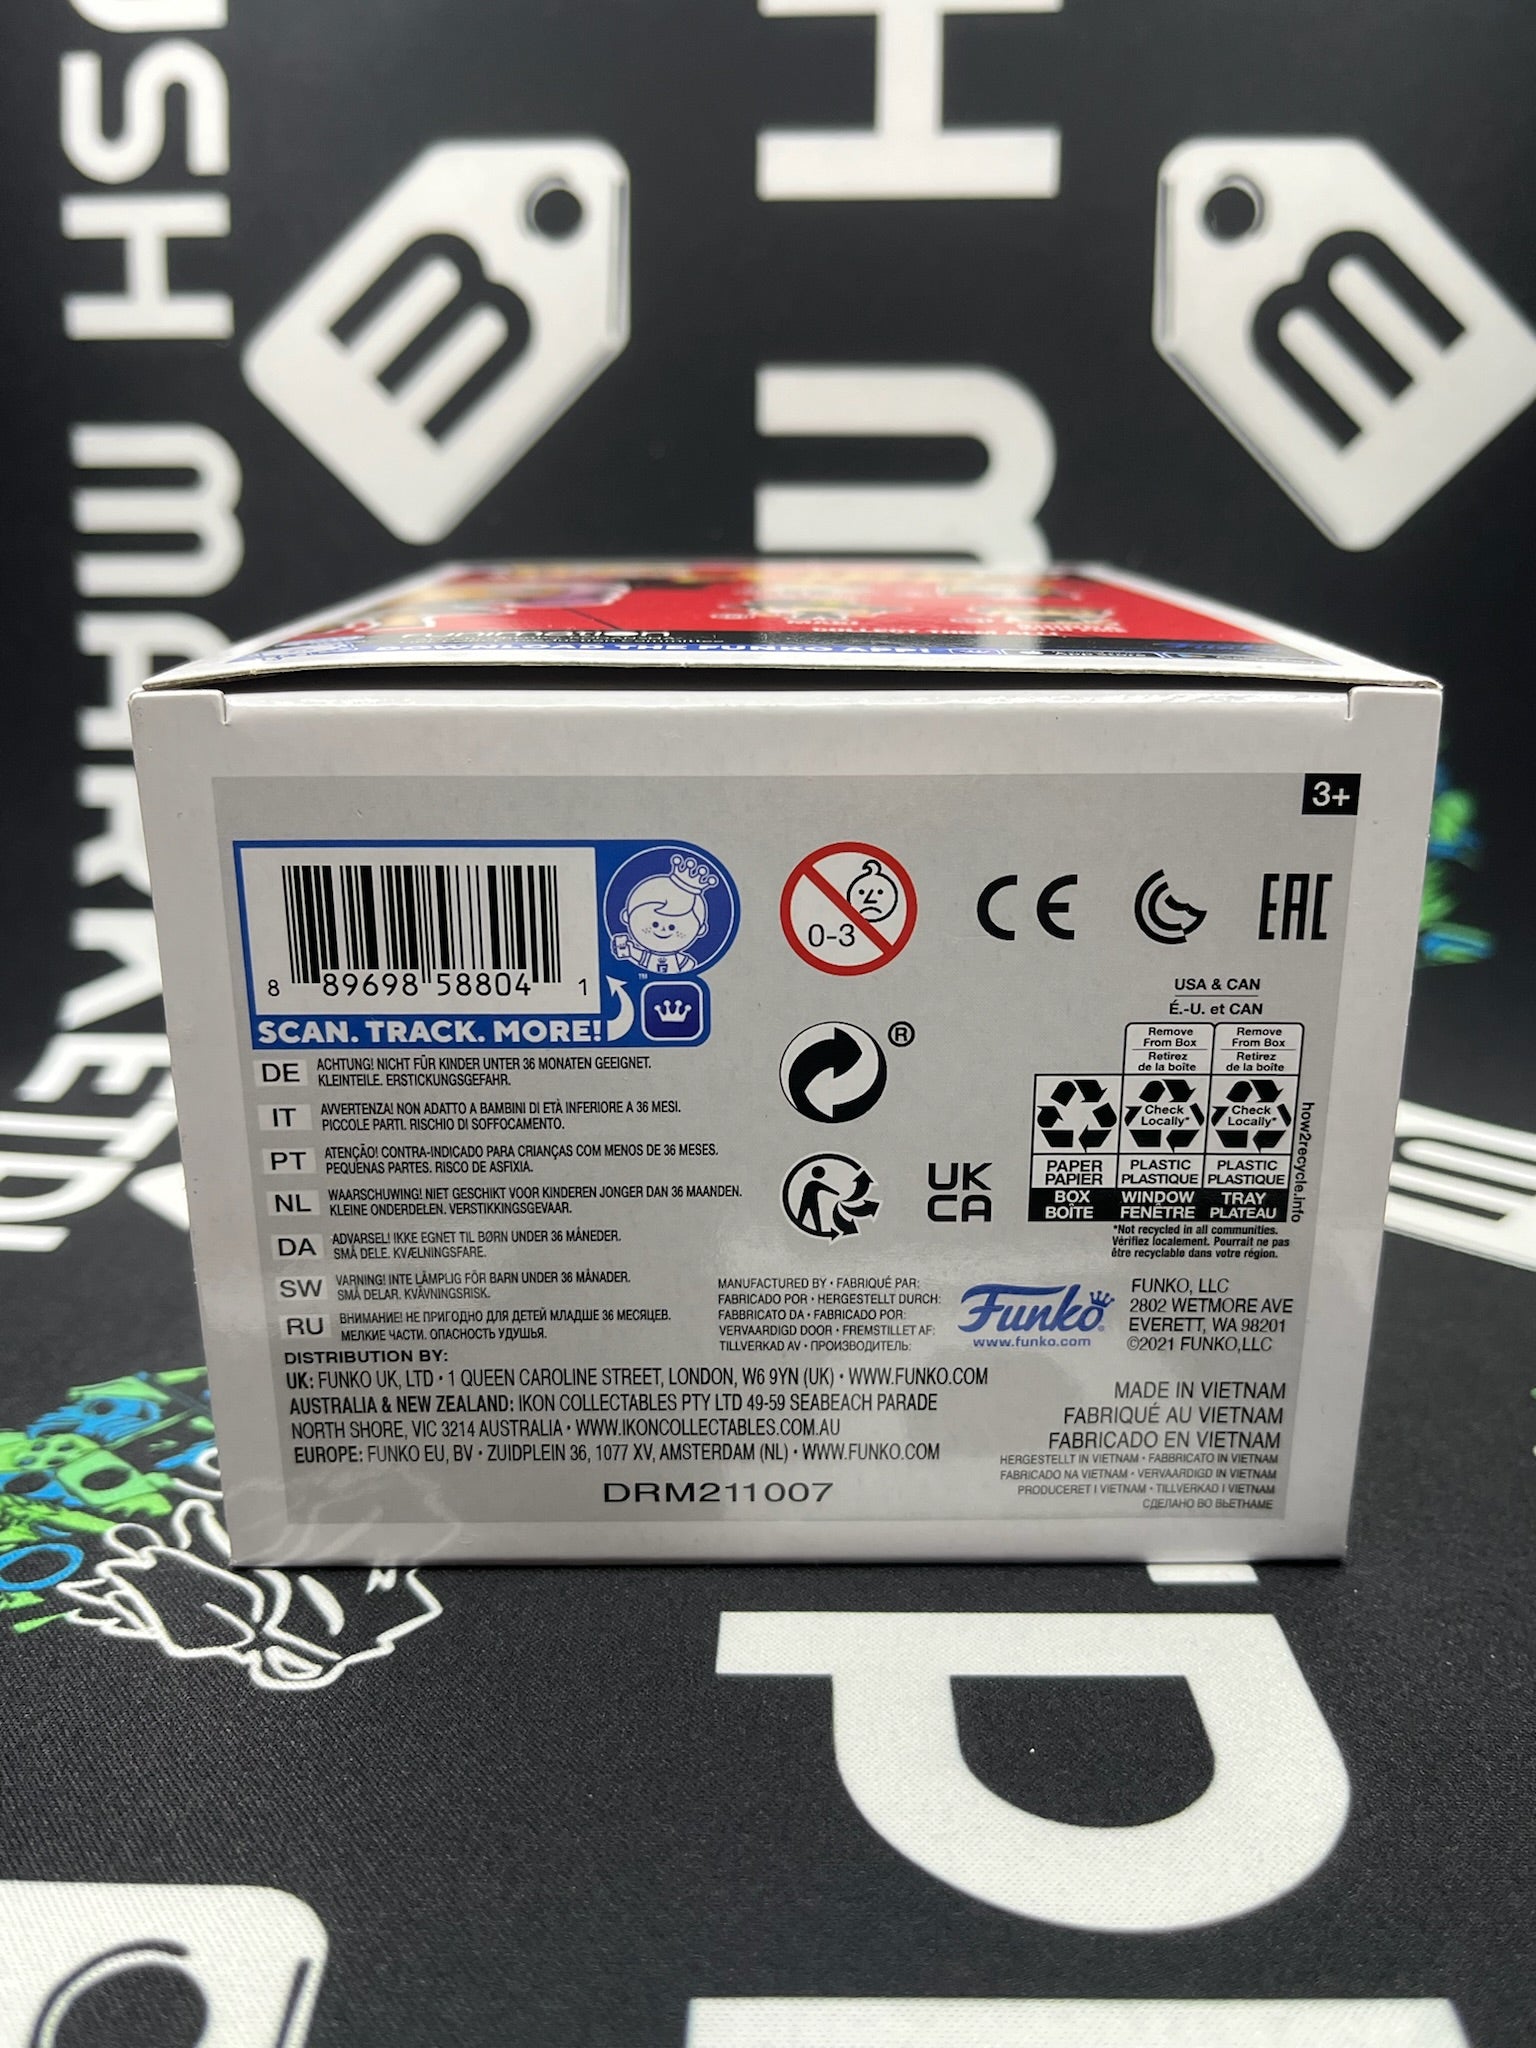 MARKET
Funimation
MAKI
COLLECT THEM ALL!
DOWNLOAD THE FUNKO APP!
3+
8 89698 58804 1
SCAN. TRACK. MORE!
TM
0-3
CE
EAC
USA & CAN
É.-U. et CAN
Remove From Box
Retirez de la boîte
Remove From Box
Retirez de la boîte
Check Locally*
Check Locally*
PAPER PAPIER
PLASTIC PLASTIQUE
PLASTIC PLASTIQUE
BOX BOÎTE
WINDOW FENÊTRE
TRAY PLATEAU
how2recycle.info
*Not recycled in all communities.
Vérifiez localement. Pourrait ne pas
être recyclable dans votre région.
®
UK
CA
DE ACHTUNG! NICHT FÜR KINDER UNTER 36 MONATEN GEEIGNET.
KLEINTEILE. ERSTICKUNGSGEFAHR.
IT AVVERTENZA! NON ADATTO A BAMBINI DI ETÀ INFERIORE A 36 MESI.
PICCOLE PARTI. RISCHIO DI SOFFOCAMENTO.
PT ATENÇÃO! CONTRA-INDICADO PARA CRIANÇAS COM MENOS DE 36 MESES.
PEQUENAS PARTES. RISCO DE ASFIXIA.
NL WAARSCHUWING! NIET GESCHIKT VOOR KINDEREN JONGER DAN 36 MAANDEN.
KLEINE ONDERDELEN. VERSTIKKINGSGEVAAR.
DA ADVARSEL! IKKE EGNET TIL BØRN UNDER 36 MÅNEDER.
SMÅ DELE. KVÆLNINGSFARE.
SW VARNING! INTE LÄMPLIG FÖR BARN UNDER 36 MÅNADER.
SMÅ DELAR. KVÄVNINGSRISK.
RU ВНИМАНИЕ! НЕ ПРИГОДНО ДЛЯ ДЕТЕЙ МЛАДШЕ 36 МЕСЯЦЕВ.
МЕЛКИЕ ЧАСТИ. ОПАСНОСТЬ УДУШЬЯ.
MANUFACTURED BY • FABRIQUÉ PAR:
FABRICADO POR • HERGESTELLT DURCH:
FABBRICATO DA • FABRICADO POR:
VERVAARDIGD DOOR • FREMSTILLET AF:
TILLVERKAD AV • ПРОИЗВОДИТЕЛЬ:
Funko
www.funko.com
FUNKO, LLC
2802 WETMORE AVE
EVERETT, WA 98201
©2021 FUNKO,LLC
DISTRIBUTION BY:
UK: FUNKO UK, LTD • 1 QUEEN CAROLINE STREET, LONDON, W6 9YN (UK) • WWW.FUNKO.COM
AUSTRALIA & NEW ZEALAND: IKON COLLECTABLES PTY LTD 49-59 SEABEACH PARADE
NORTH SHORE, VIC 3214 AUSTRALIA • WWW.IKONCOLLECTABLES.COM.AU
EUROPE: FUNKO EU, BV • ZUIDPLEIN 36, 1077 XV, AMSTERDAM (NL) • WWW.FUNKO.COM
DRM211007
MADE IN VIETNAM
FABRIQUÉ AU VIETNAM
FABRICADO EN VIETNAM
HERGESTELLT IN VIETNAM • FABBRICATO IN VIETNAM
FABRICADO NA VIETNAM • VERVAARDIGD IN VIETNAM
PRODUCERET I VIETNAM • TILLVERKAD I VIETNAM
СДЕЛАНО ВО ВЬЕТНАМЕ